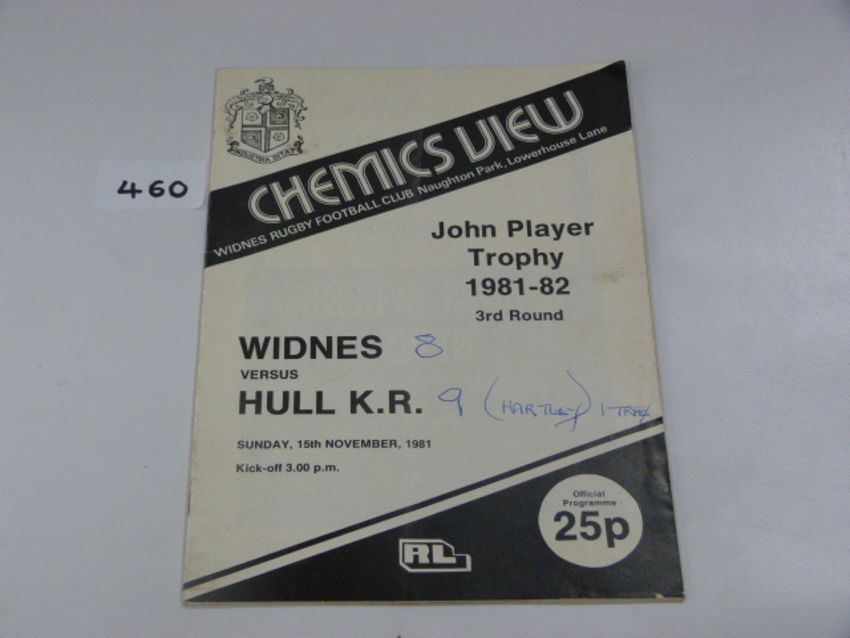 INDUSTRIA DITAT
CHEMICS VIEW
WIDNES RUGBY FOOTBALL CLUB Naughton Park, Lowerhouse Lane
460
John Player
Trophy
1981-82
3rd Round
WIDNES 8
VERSUS
HULL K.R. 9 (HARTLEY) 1 TRY
SUNDAY, 15th NOVEMBER, 1981
Kick-off 3.00 p.m.
Official
Programme
25p
RL